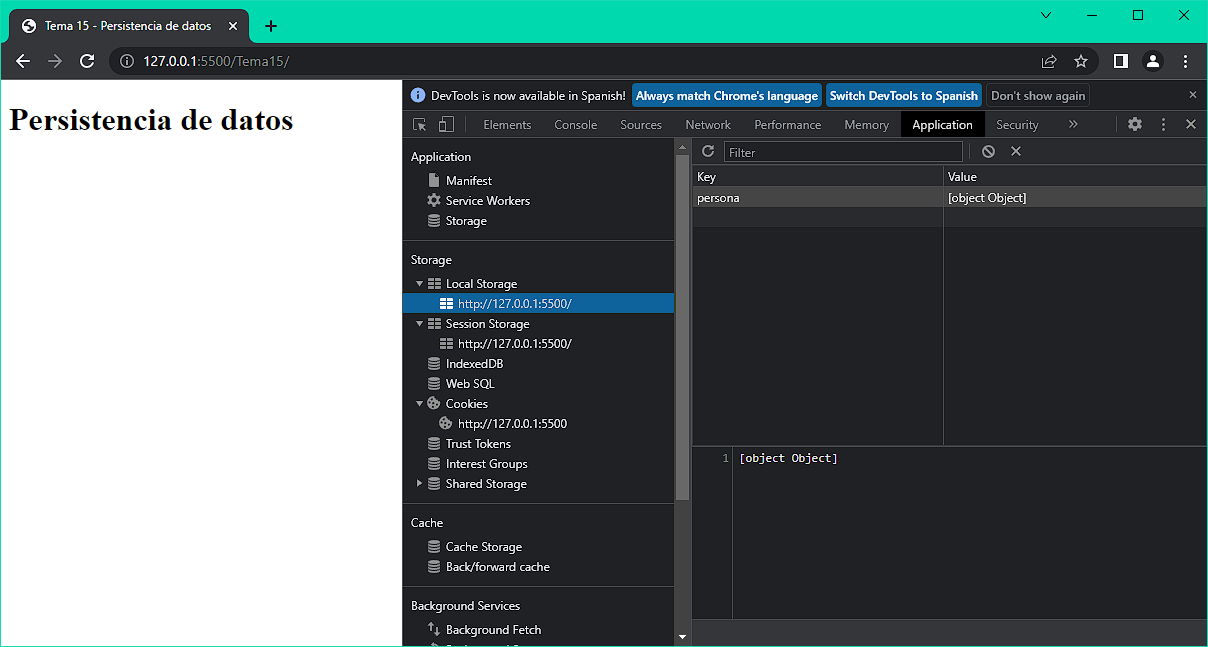 Tema 15 - Persistencia de datos
127.0.0.1:5500/Tema15/
Persistencia de datos
DevTools is now available in Spanish! Always match Chrome's language Switch DevTools to Spanish Don't show again
Elements Console Sources Network Performance Memory Application Security
Application
Manifest
Service Workers
Storage
Storage
Local Storage
http://127.0.0.1:5500/
Session Storage
http://127.0.0.1:5500/
IndexedDB
Web SQL
Cookies
http://127.0.0.1:5500
Trust Tokens
Interest Groups
Shared Storage
Cache
Cache Storage
Back/forward cache
Background Services
Background Fetch
Filter
Key Value
persona [object Object]
1 [object Object]